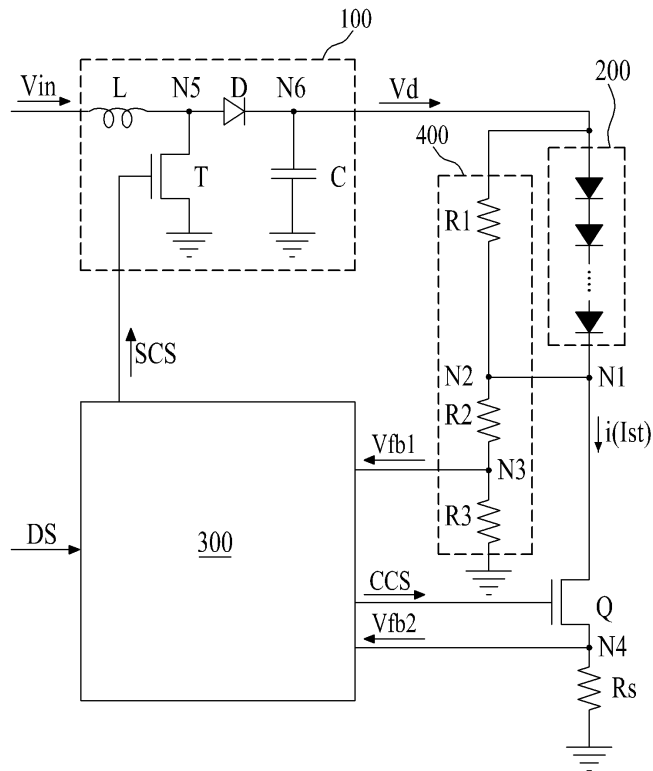 100
Vin
L
N5
D
N6
Vd
200
400
T
C
R1
SCS
N2
N1
R2
i(Ist)
Vfb1
N3
R3
DS
300
CCS
Q
Vfb2
N4
Rs